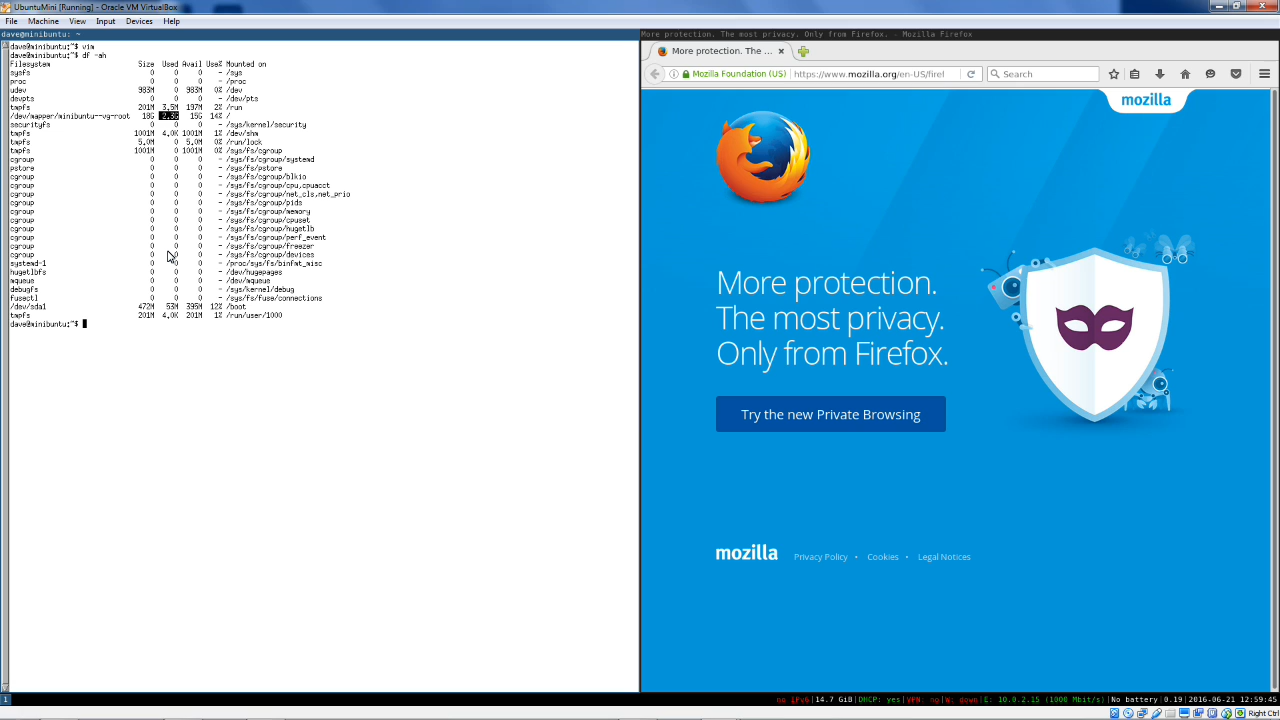 UbuntuMini [Running] - Oracle VM VirtualBox
File Machine View Input Devices Help
dave@minibuntu: ~
dave@minibuntu:~$ vim
dave@minibuntu:~$ df -ah
Filesystem Size Used Avail Use% Mounted on
sysfs 0 0 0 - /sys
proc 0 0 0 - /proc
udev 983M 0 983M 0% /dev
devpts 0 0 0 - /dev/pts
tmpfs 201M 3.5M 197M 2% /run
/dev/mapper/minibuntu--vg-root 18G 2.3G 15G 14% /
securityfs 0 0 0 - /sys/kernel/security
tmpfs 1001M 4.0K 1001M 1% /dev/shm
tmpfs 5.0M 0 5.0M 0% /run/lock
tmpfs 1001M 0 1001M 0% /sys/fs/cgroup
cgroup 0 0 0 - /sys/fs/cgroup/systemd
pstore 0 0 0 - /sys/fs/pstore
cgroup 0 0 0 - /sys/fs/cgroup/blkio
cgroup 0 0 0 - /sys/fs/cgroup/cpu,cpuacct
cgroup 0 0 0 - /sys/fs/cgroup/net_cls,net_prio
cgroup 0 0 0 - /sys/fs/cgroup/pids
cgroup 0 0 0 - /sys/fs/cgroup/memory
cgroup 0 0 0 - /sys/fs/cgroup/cpuset
cgroup 0 0 0 - /sys/fs/cgroup/hugetlb
cgroup 0 0 0 - /sys/fs/cgroup/perf_event
cgroup 0 0 0 - /sys/fs/cgroup/freezer
cgroup 0 0 0 - /sys/fs/cgroup/devices
systemd-1 0 0 0 - /proc/sys/fs/binfmt_misc
hugetlbfs 0 0 0 - /dev/hugepages
mqueue 0 0 0 - /dev/mqueue
debugfs 0 0 0 - /sys/kernel/debug
fusectl 0 0 0 - /sys/fs/fuse/connections
/dev/sda1 472M 53M 395M 12% /boot
tmpfs 201M 4.0K 201M 1% /run/user/1000
dave@minibuntu:~$
More protection. The most privacy. Only from Firefox. - Mozilla Firefox
More protection. The ...
Mozilla Foundation (US) https://www.mozilla.org/en-US/firef Search
mozilla
More protection.
The most privacy.
Only from Firefox.
Try the new Private Browsing
mozilla Privacy Policy • Cookies • Legal Notices
1 no IPv6|14.7 GiB|DHCP: yes|VPN: no|W: down|E: 10.0.2.15 (1000 Mbit/s)|No battery|0.19|2016-06-21 12:59:45
Right Ctrl